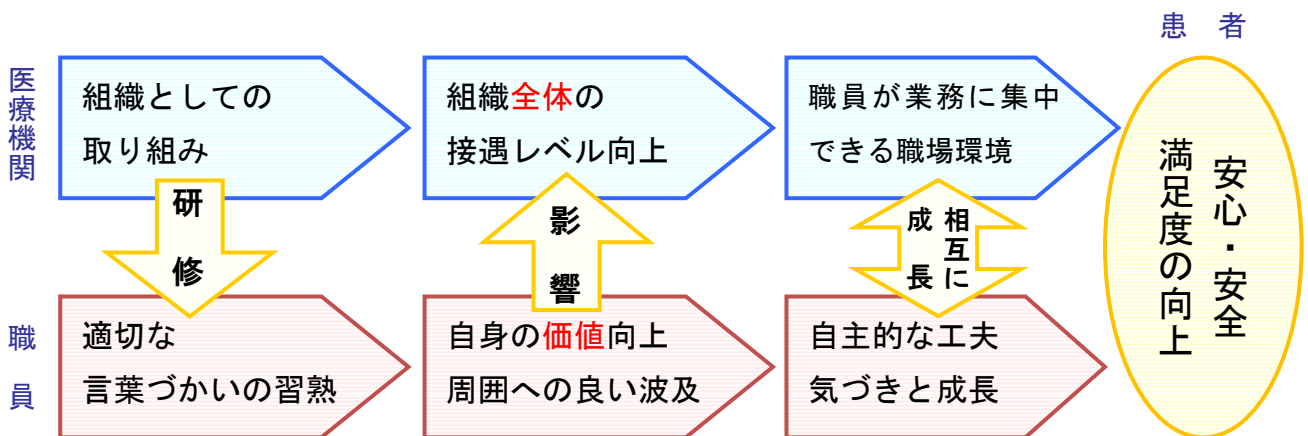 患者
医療機関
組織としての
取り組み
組織全体の
接遇レベル向上
職員が業務に集中
できる職場環境
研修
影響
相互に
成長
安心・安全
満足度の向上
職員
適切な
言葉づかいの習熟
自身の価値向上
周囲への良い波及
自主的な工夫
気づきと成長